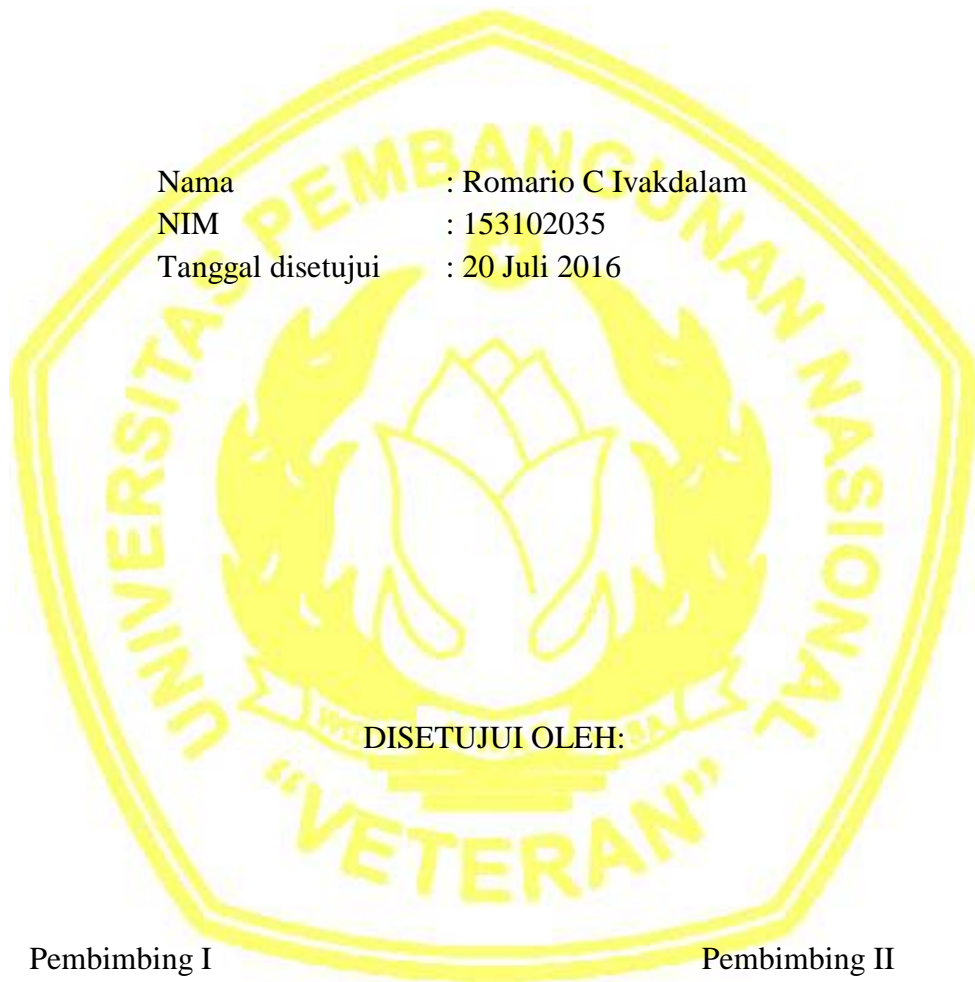 UNIVERSITAS PEMBANGUNAN NASIONAL
Nama : Romario C Ivakdalam
NIM : 153102035
Tanggal disetujui : 20 Juli 2016
DISETUJUI OLEH:
"VETERAN"
Pembimbing I Pembimbing II